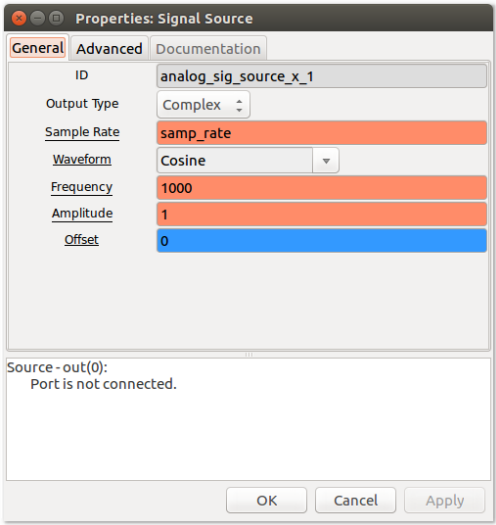 Properties: Signal Source
General Advanced Documentation
ID analog_sig_source_x_1
Output Type Complex
Sample Rate samp_rate
Waveform Cosine
Frequency 1000
Amplitude 1
Offset 0
Source - out(0):
Port is not connected.
OK Cancel Apply